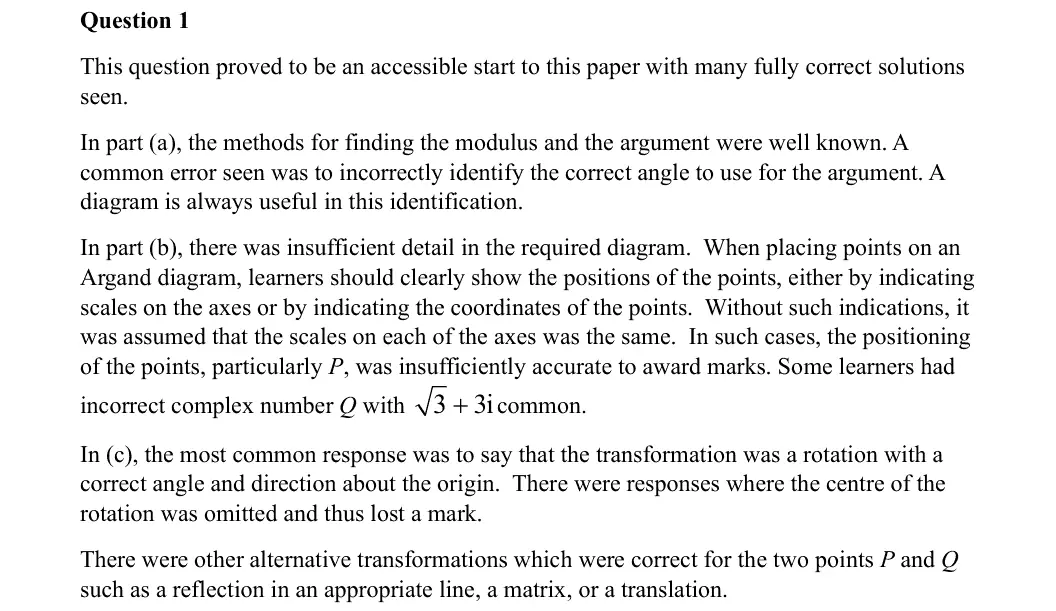 Question 1
This question proved to be an accessible start to this paper with many fully correct solutions
seen.
In part (a), the methods for finding the modulus and the argument were well known. A
common error seen was to incorrectly identify the correct angle to use for the argument. A
diagram is always useful in this identification.
In part (b), there was insufficient detail in the required diagram.  When placing points on an
Argand diagram, learners should clearly show the positions of the points, either by indicating
scales on the axes or by indicating the coordinates of the points.  Without such indications, it
was assumed that the scales on each of the axes was the same.  In such cases, the positioning
of the points, particularly P, was insufficiently accurate to award marks. Some learners had
incorrect complex number Q with √3 + 3i common.
In (c), the most common response was to say that the transformation was a rotation with a
correct angle and direction about the origin.  There were responses where the centre of the
rotation was omitted and thus lost a mark.
There were other alternative transformations which were correct for the two points P and Q
such as a reflection in an appropriate line, a matrix, or a translation.